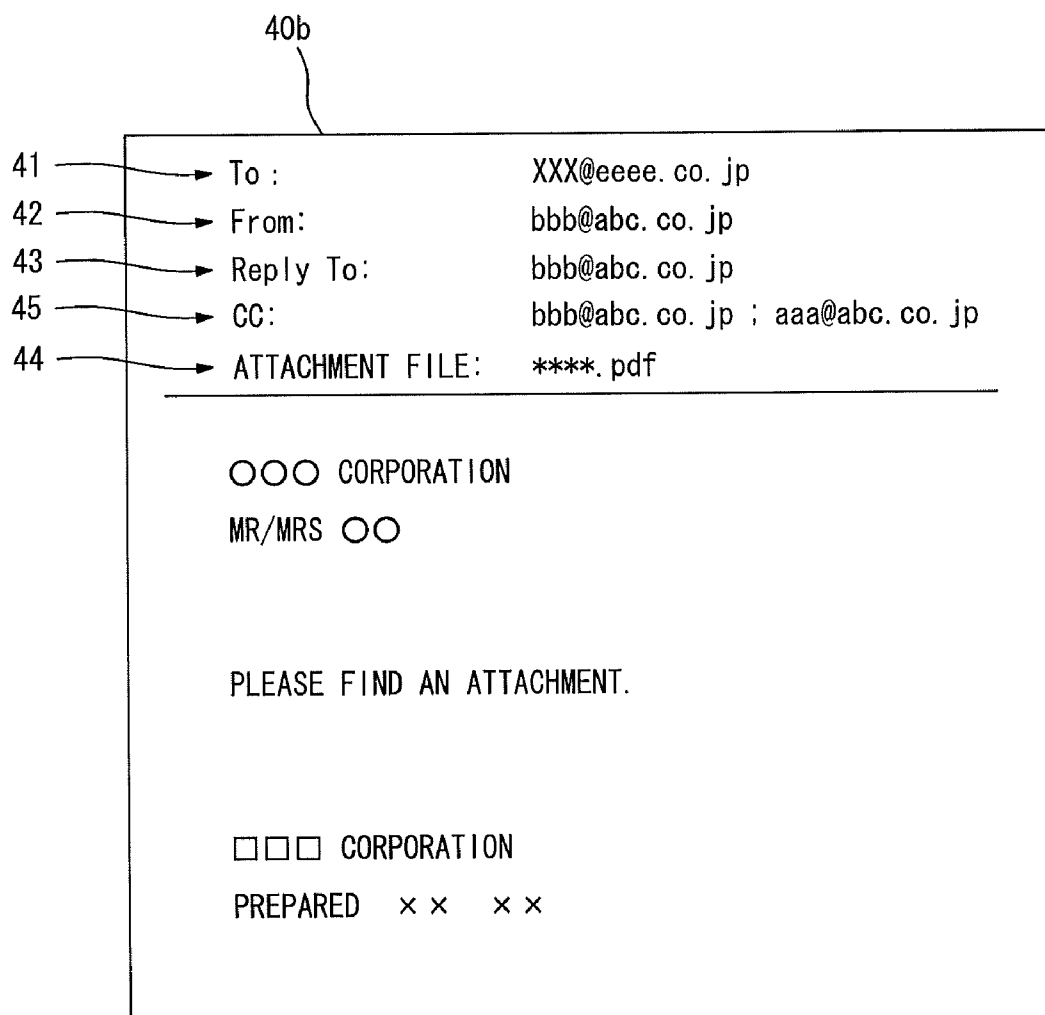 40b
41 To : XXX@eeee.co.jp
42 From: bbb@abc.co.jp
43 Reply To: bbb@abc.co.jp
45 CC: bbb@abc.co.jp ; aaa@abc.co.jp
44 ATTACHMENT FILE: ****.pdf
○○○ CORPORATION
MR/MRS ○○
PLEASE FIND AN ATTACHMENT.
□□□ CORPORATION
PREPARED ×× ××